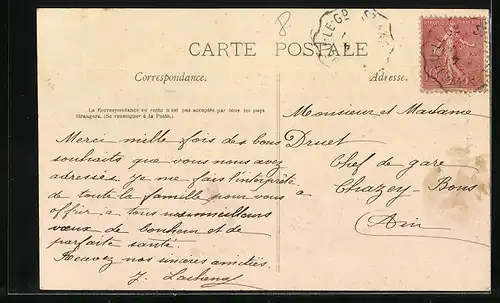 8
CARTE POSTALE
Correspondance.
Adresse.
La Correspondance au recto n'est pas acceptée par tous les pays
étrangers. (Se renseigner à la Poste.)
Merci mille fois des bons
souhaits que vous nous avez
adressés. Je me fais l'interprète
de toute la famille pour vous
offrir à tous nos meilleurs
vœux de bonheur et de
parfaite santé.
Recevez nos sincères amitiés.
J.
Monsieur et Madame
Druet
Chef de gare
à Chazey-Bons
Ain